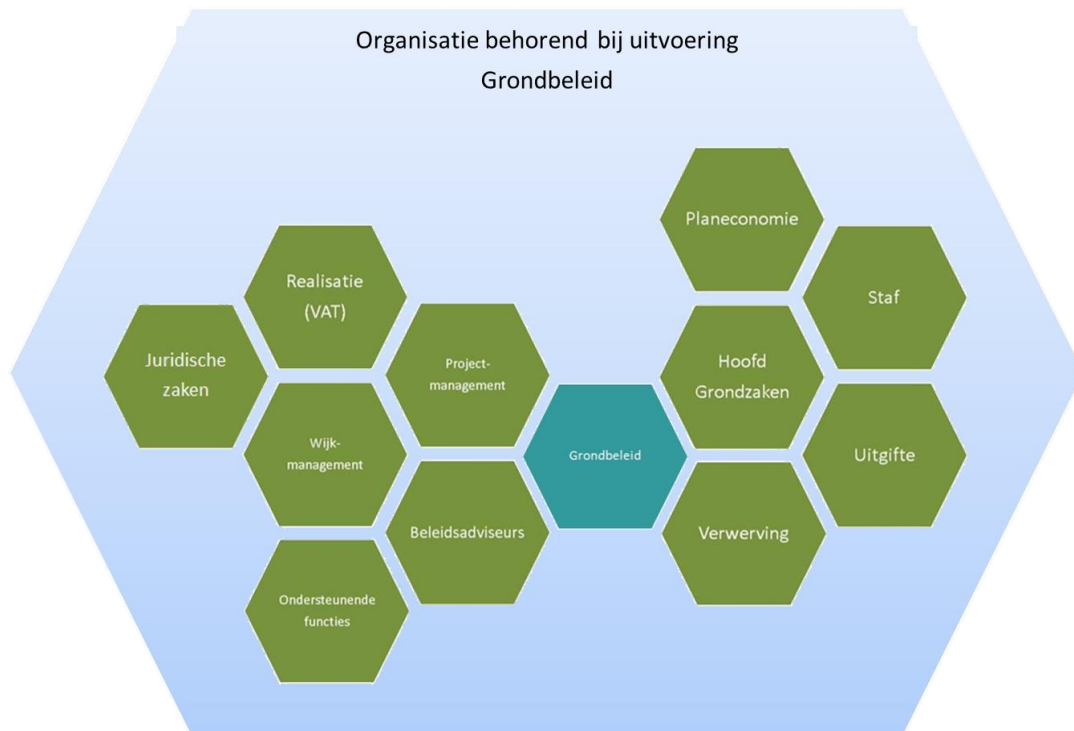 Organisatie behorend bij uitvoering
Grondbeleid
Planeconomie
Realisatie
(VAT)
Staf
Juridische
zaken
Project-
management
Hoofd
Grondzaken
Wijk-
management
Grondbeleid
Uitgifte
Beleidsadviseurs
Verwerving
Ondersteunende
functies